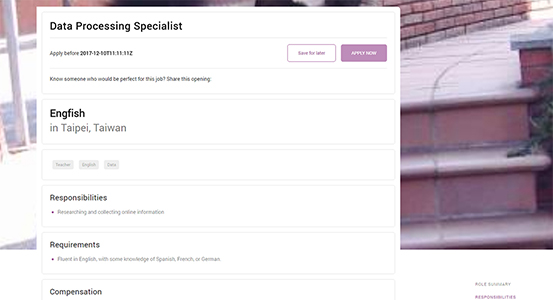 Data Processing Specialist
Apply before 2017-12-10T11:11:11Z
Save for later
APPLY NOW
Know someone who would be perfect for this job? Share this opening:
Engfish
in Taipei, Taiwan
Teacher English Data
Responsibilities
Researching and collecting online information
Requirements
Fluent in English, with some knowledge of Spanish, French, or German.
Compensation
ROLE SUMMARY
RESPONSIBILITIES